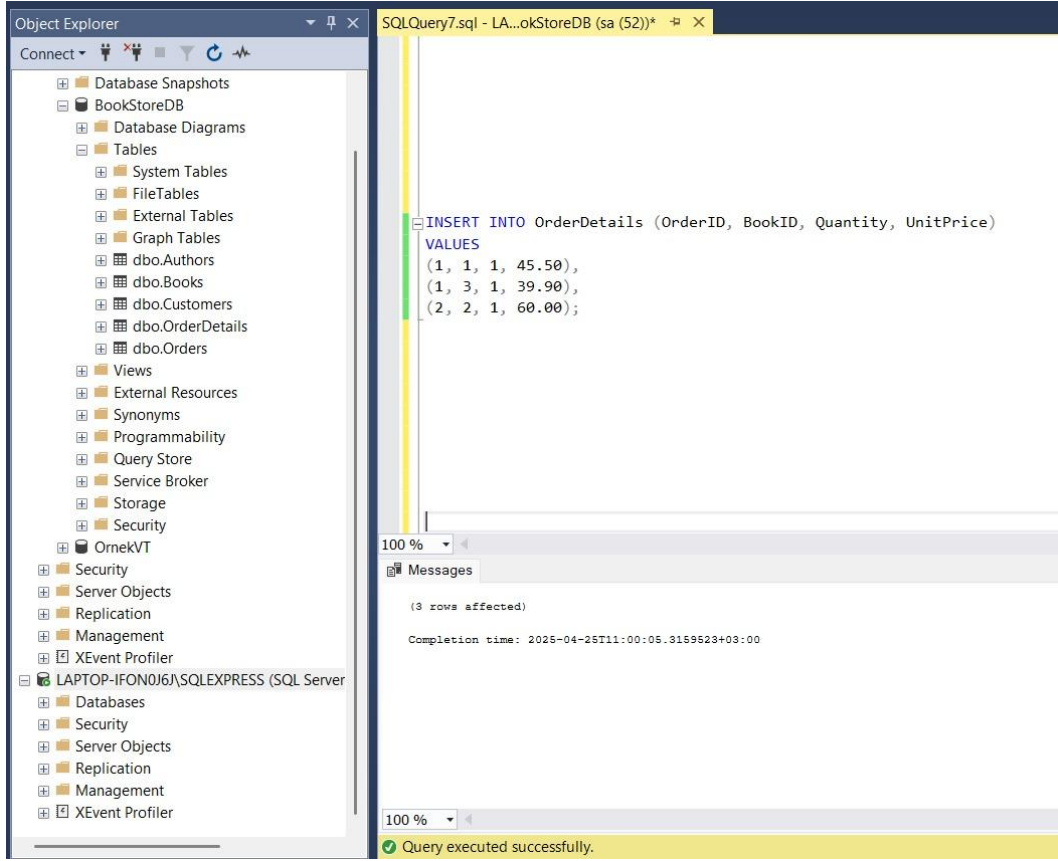 Object Explorer
Connect
Database Snapshots
BookStoreDB
Database Diagrams
Tables
System Tables
FileTables
External Tables
Graph Tables
dbo.Authors
dbo.Books
dbo.Customers
dbo.OrderDetails
dbo.Orders
Views
External Resources
Synonyms
Programmability
Query Store
Service Broker
Storage
Security
OrnekVT
Security
Server Objects
Replication
Management
XEvent Profiler
LAPTOP-IFON0J6J\SQLEXPRESS (SQL Server
Databases
Security
Server Objects
Replication
Management
XEvent Profiler
SQLQuery7.sql - LA...okStoreDB (sa (52))*
INSERT INTO OrderDetails (OrderID, BookID, Quantity, UnitPrice)
VALUES
(1, 1, 1, 45.50),
(1, 3, 1, 39.90),
(2, 2, 1, 60.00);
100 %
Messages
(3 rows affected)
Completion time: 2025-04-25T11:00:05.3159523+03:00
100 %
Query executed successfully.